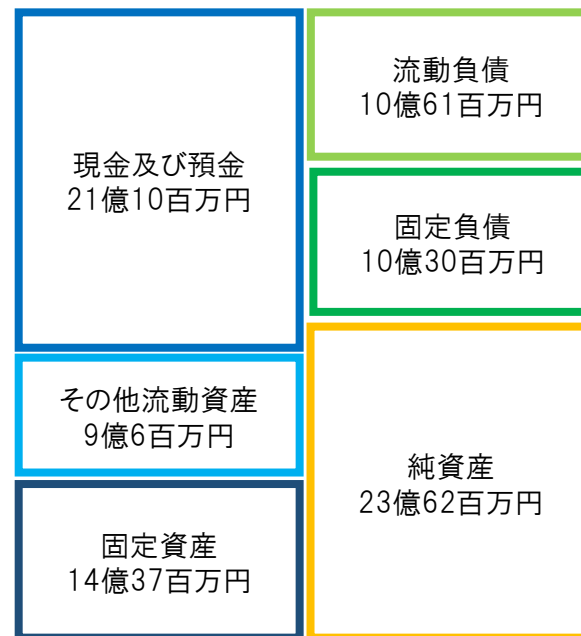 現金及び預金
21億10百万円
その他流動資産
9億6百万円
固定資産
14億37百万円
流動負債
10億61百万円
固定負債
10億30百万円
純資産
23億62百万円